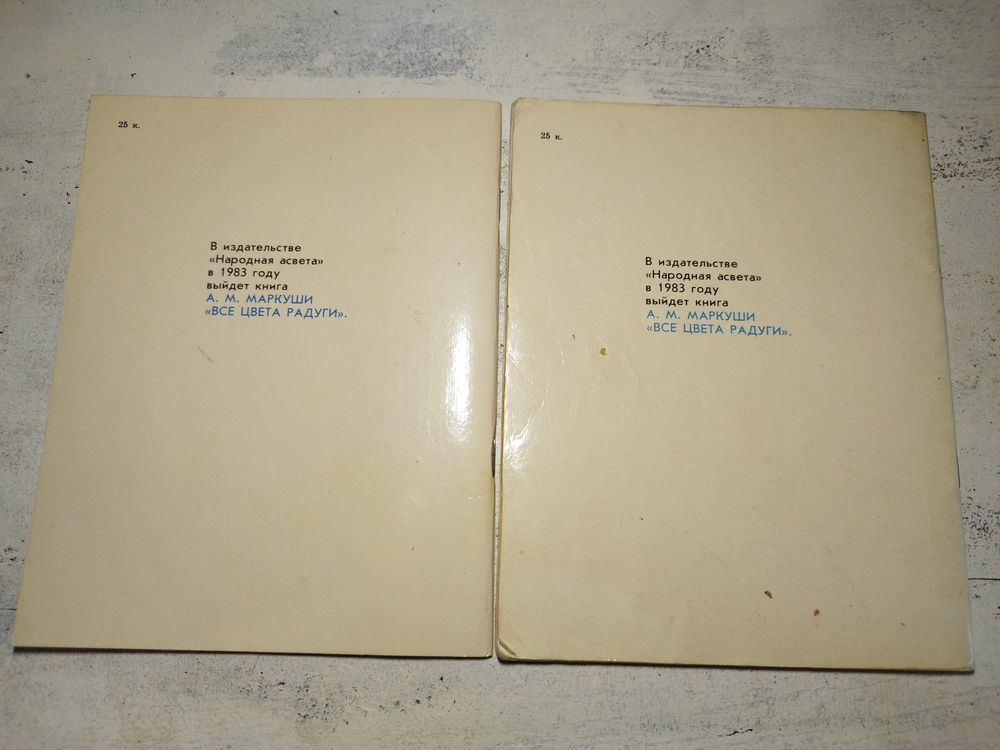 25 к.
В издательстве
«Народная асвета»
в 1983 году
выйдет книга
А. М. МАРКУШИ
«ВСЕ ЦВЕТА РАДУГИ».
25 к.
В издательстве
«Народная асвета»
в 1983 году
выйдет книга
А. М. МАРКУШИ
«ВСЕ ЦВЕТА РАДУГИ».